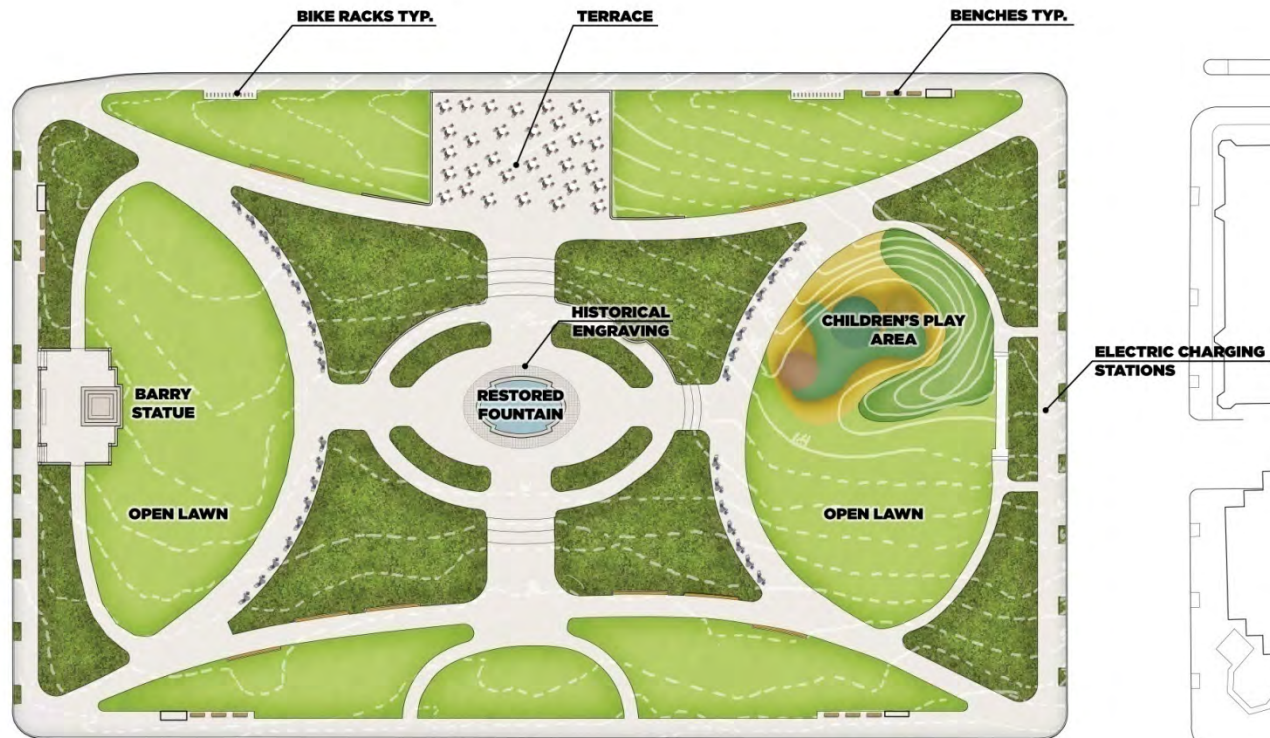 BIKE RACKS TYP.
TERRACE
BENCHES TYP.
HISTORICAL
ENGRAVING
CHILDREN'S PLAY
AREA
ELECTRIC CHARGING
STATIONS
BARRY
STATUE
RESTORED
FOUNTAIN
OPEN LAWN
OPEN LAWN